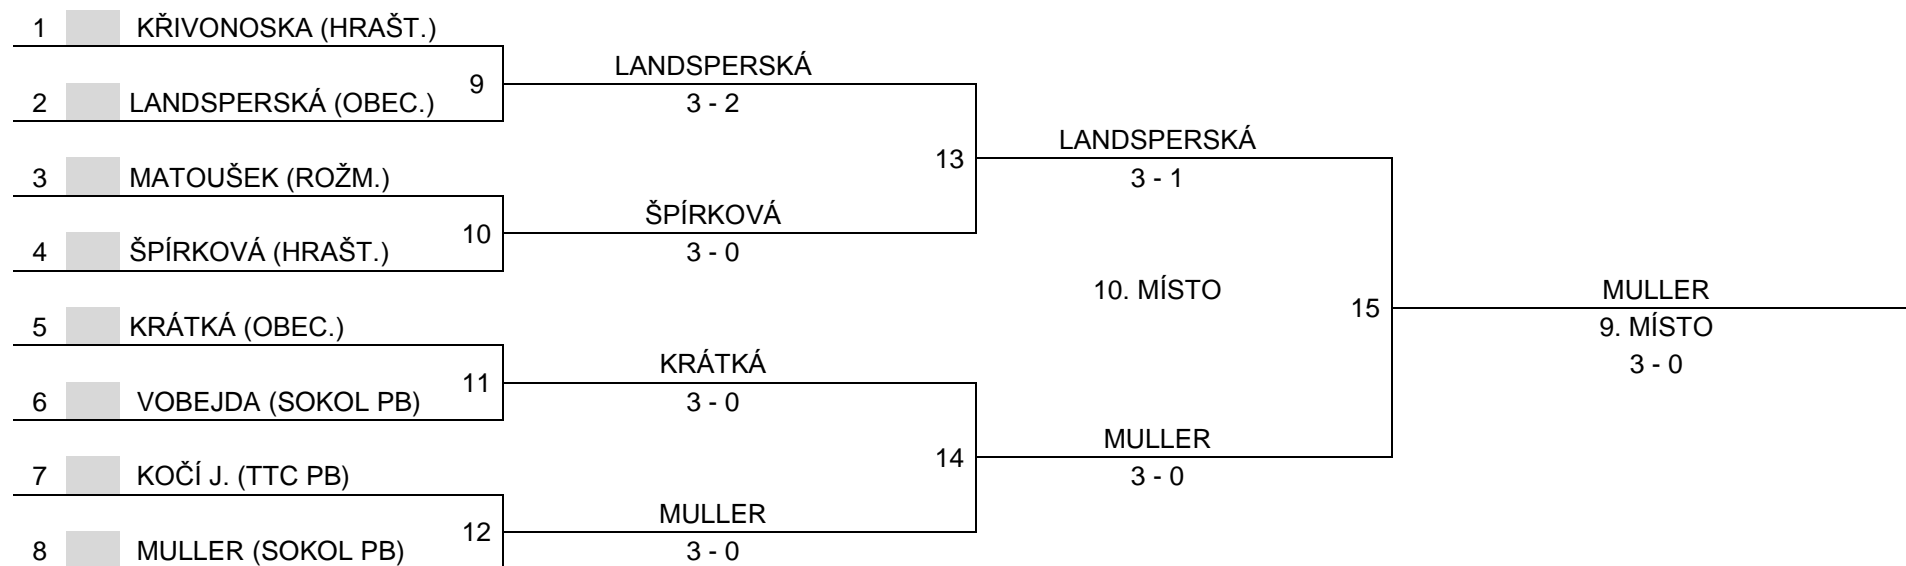 1 KŘIVONOSKA (HRAŠT.)
9 LANDSPERSKÁ
2 LANDSPERSKÁ (OBEC.) 3 - 2
13 LANDSPERSKÁ
3 MATOUŠEK (ROŽM.) 3 - 1
10 ŠPÍRKOVÁ
4 ŠPÍRKOVÁ (HRAŠT.) 3 - 0
10. MÍSTO 15 MULLER
5 KRÁTKÁ (OBEC.) 9. MÍSTO
11 KRÁTKÁ 3 - 0
6 VOBEJDA (SOKOL PB) 3 - 0
14 MULLER
7 KOČÍ J. (TTC PB) 3 - 0
12 MULLER
8 MULLER (SOKOL PB) 3 - 0